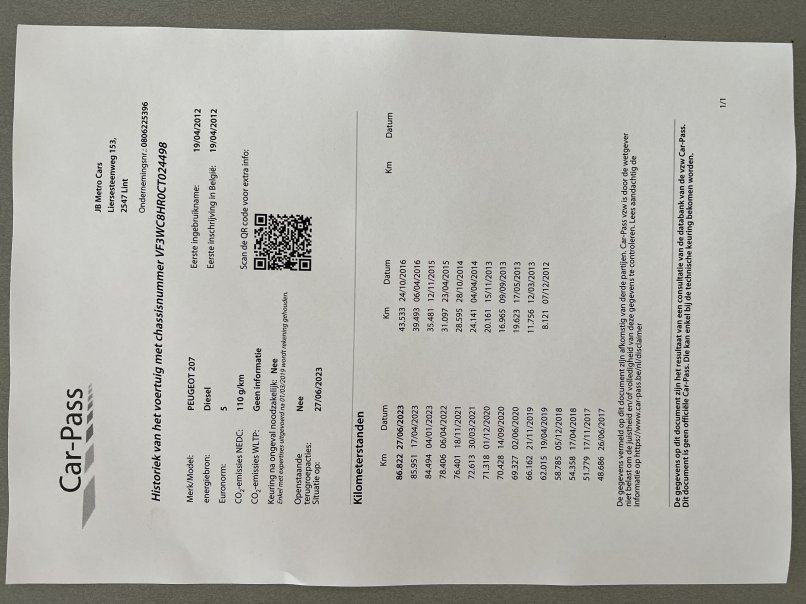 Car-Pass
JB Metro Cars
Liersesteenweg 153,
2547 Lint
Ondernemingsnr.: 0806225396
Historiek van het voertuig met chassisnummer VF3WC8HR0CT024498
Merk/Model: PEUGEOT 207 Eerste ingebruikname: 19/04/2012
energiebron: Diesel Eerste inschrijving in België: 19/04/2012
Euronorm: 5
CO2-emissies NEDC: 110 g/km Scan de QR code voor extra info:
CO2-emissies WLTP: Geen informatie
Keuring na ongeval noodzakelijk: Nee
Enkel met expertises uitgevoerd na 01/03/2019 wordt rekening gehouden.
Openstaande
terugroepacties: Nee
Situatie op: 27/06/2023
Kilometerstanden
Km Datum Km Datum Km Datum
86.822 27/06/2023 43.533 24/10/2016
85.951 17/04/2023 39.493 06/04/2016
84.494 04/01/2023 35.481 12/11/2015
78.406 06/04/2022 31.097 23/04/2015
76.401 18/11/2021 28.595 28/10/2014
72.613 30/03/2021 24.141 04/04/2014
71.318 01/12/2020 20.161 15/11/2013
70.428 14/09/2020 16.965 09/09/2013
69.327 02/06/2020 19.623 17/05/2013
66.162 21/11/2019 11.756 12/03/2013
62.015 19/04/2019 8.121 07/12/2012
58.785 05/12/2018
54.358 17/04/2018
51.779 17/11/2017
48.686 26/06/2017
De gegevens vermeld op dit document zijn afkomstig van derde partijen. Car-Pass vzw is door de wetgever
niet belast om de juistheid en/of volledigheid van deze gegevens te controleren. Lees aandachtig de
informatie op https://www.car-pass.be/nl/disclaimer
De gegevens op dit document zijn het resultaat van een consultatie van de databank van de vzw Car-Pass.
Dit document is geen officiële Car-Pass. Die kan enkel bij de technische keuring bekomen worden.
1/1